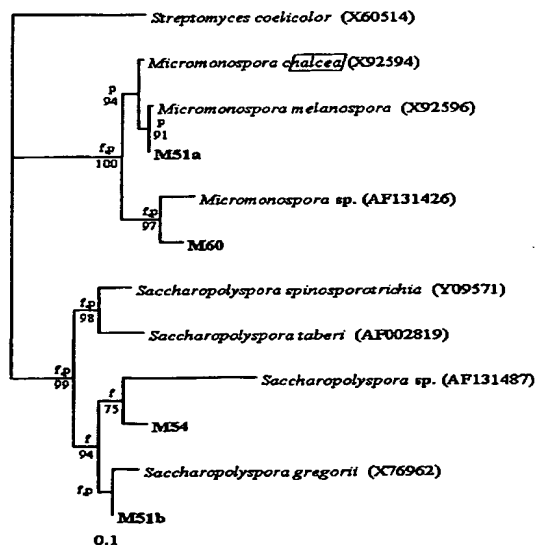 Streptomyces coelicolor (X60514)
Micromonospora chalcea (X92594)
p
94
Micromonospora melanospora (X92596)
p
91
M51a
f,p
100
Micromonospora sp. (AF131426)
f,p
97
M60
Saccharopolyspora spinosporotrichia (Y09571)
f,p
98
Saccharopolyspora taberi (AF002819)
f,p
99
Saccharopolyspora sp. (AF131487)
f
75
M54
f
94
Saccharopolyspora gregorii (X76962)
f,p
M51b
0.1